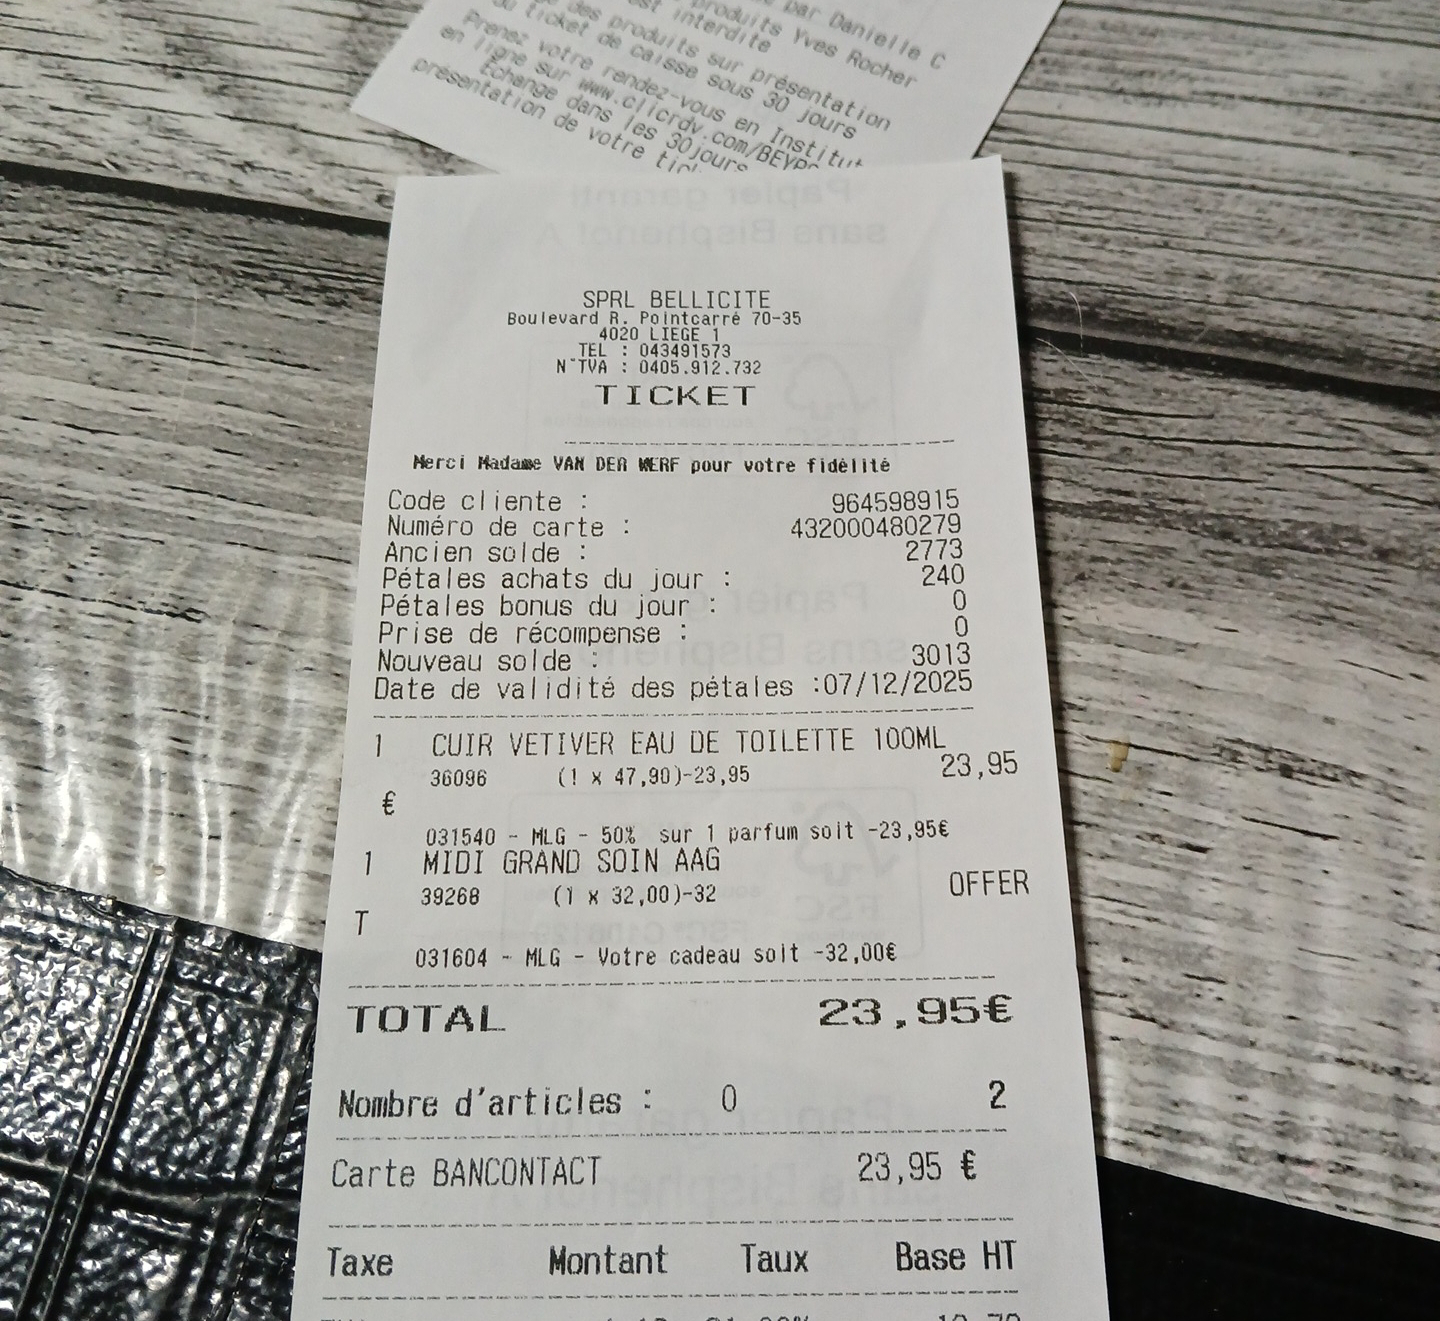 par Danielle C
produits Yves Rocher
est interdite
des produits sur présentation
du ticket de caisse sous 30 jours
Prenez votre rendez-vous en Institut
en ligne sur www.clicrdv.com/BEYR
Echange dans les 30jours
présentation de votre
Papier garanti
sans Bisphenol A
SPRL BELLICITE
Boulevard R. Poincarré 70-35
4020 LIEGE 1
TEL : 043491573
N°TVA : 0405.912.732
TICKET
Merci Madame VAN DER WERF pour votre fidélité
Code cliente : 964598915
Numéro de carte : 432000480279
Ancien solde : 2773
Pétales achats du jour : 240
Pétales bonus du jour : 0
Prise de récompense : 0
Nouveau solde : 3013
Date de validité des pétales :07/12/2025
1 CUIR VETIVER EAU DE TOILETTE 100ML
36096 (1 x 47,90)-23,95 23,95
€
031540 - MLG - 50% sur 1 parfum soit -23,95€
1 MIDI GRAND SOIN AAG
39268 (1 x 32,00)-32 OFFER
T
031604 - MLG - Votre cadeau soit -32,00€
TOTAL 23,95€
Nombre d'articles : 0 2
Carte BANCONTACT 23,95 €
Taxe Montant Taux Base HT